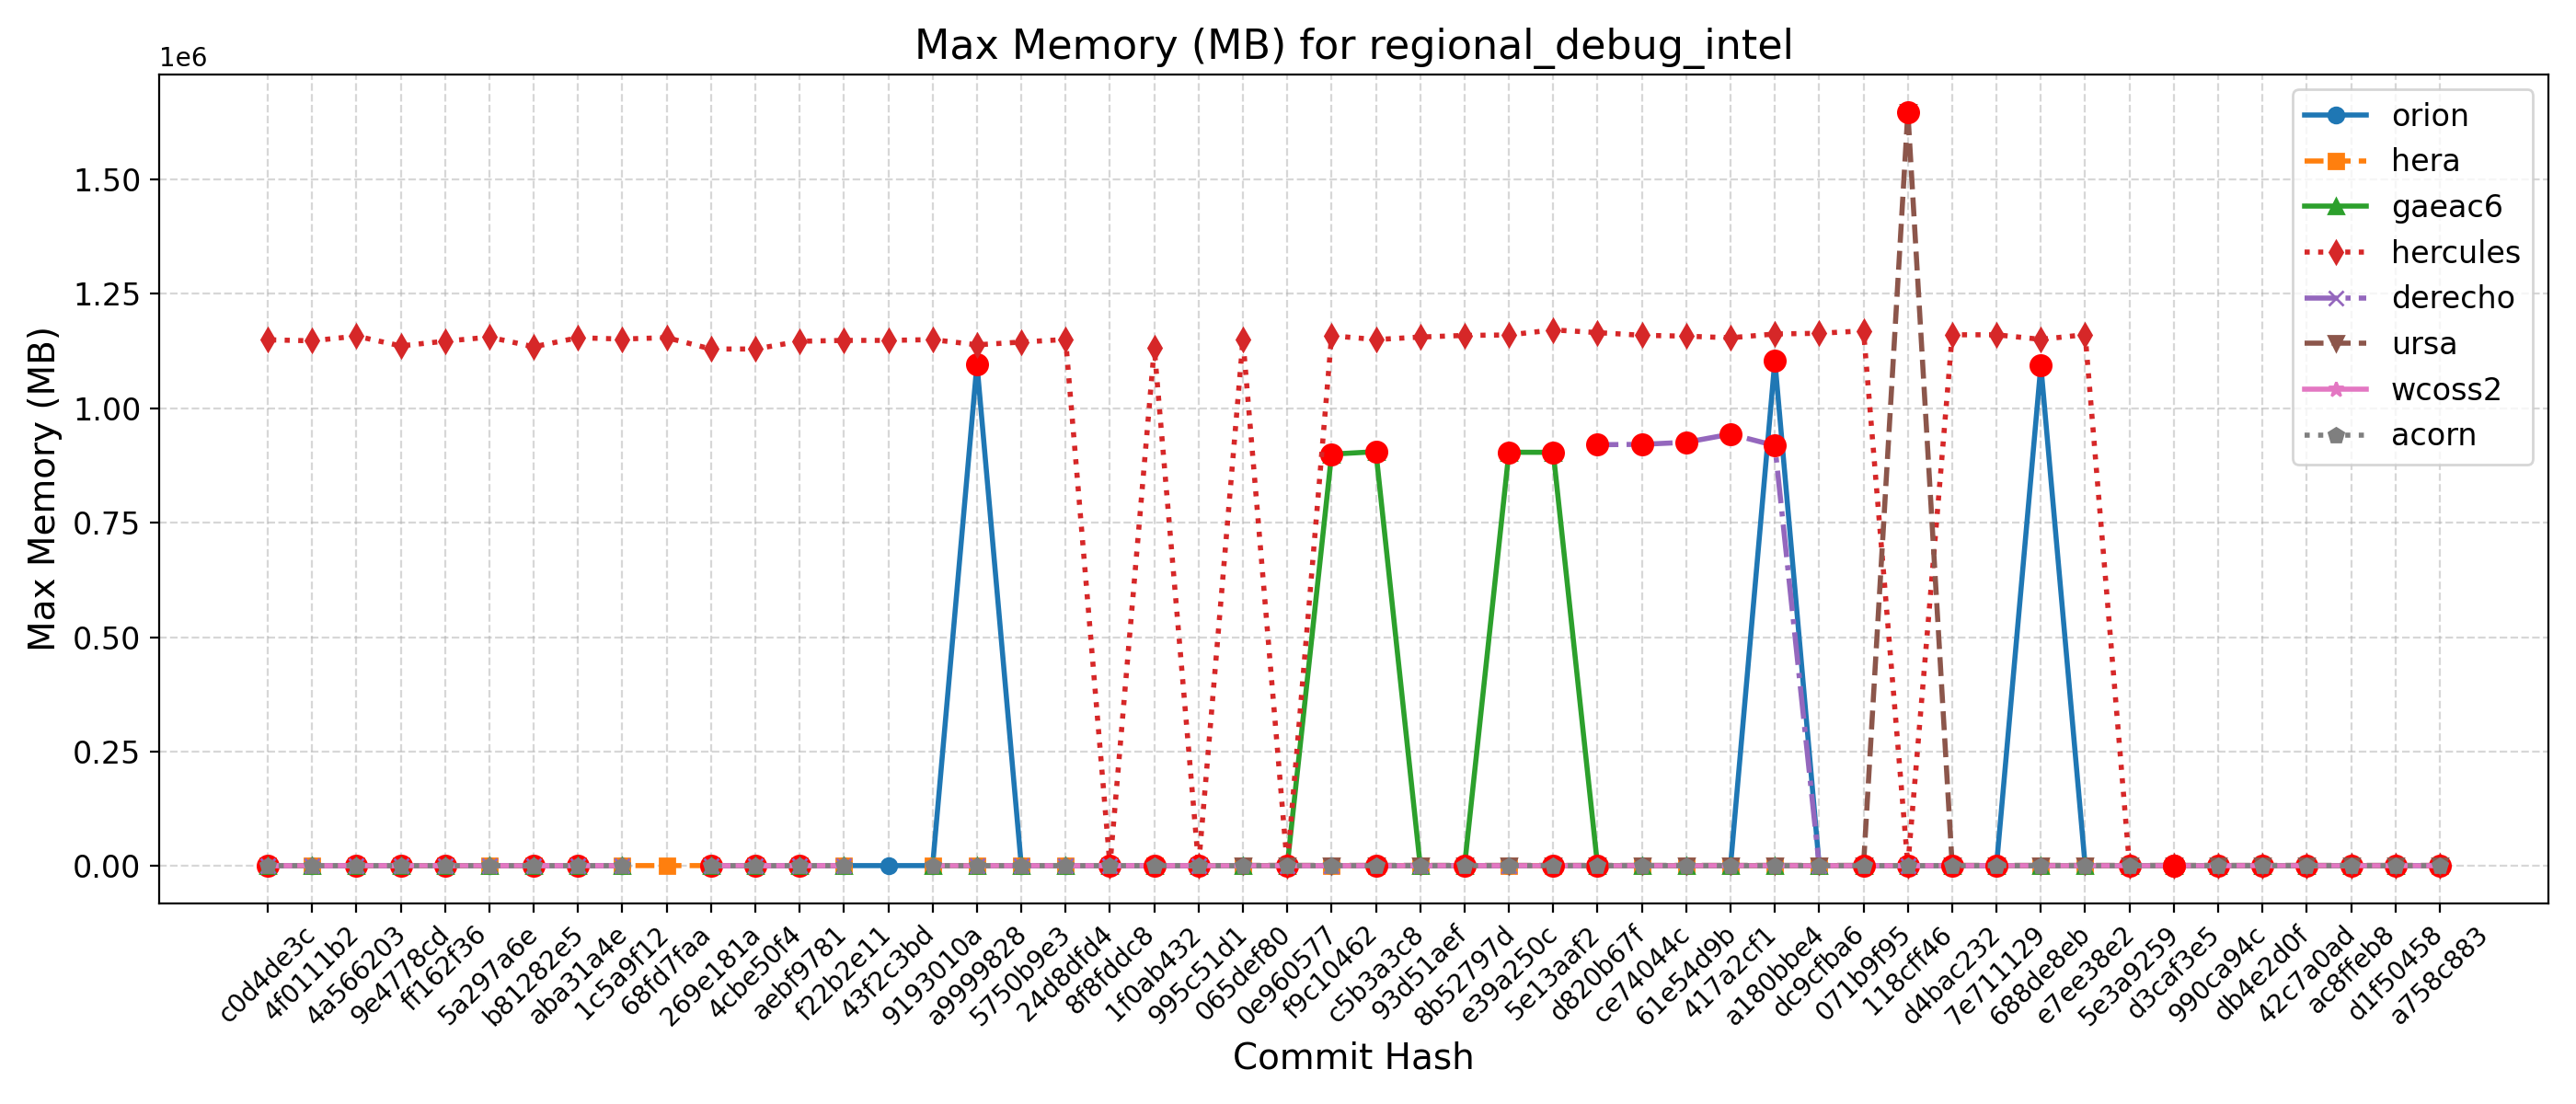 Max Memory (MB) for regional_debug_intel
1e6
1.50
1.25
1.00
0.75
0.50
0.25
0.00
Max Memory (MB)
orion
hera
gaeac6
hercules
derecho
ursa
wcoss2
acorn
c0d4de3c
4f0111b2
4a566203
9e4778cd
ff162f36
5a297a6e
b81282e5
aba31a4e
1c5a9f12
68fd7faa
269e181a
4cbe50f4
aebf9781
f22b2e11
43f2c3bd
9193010a
a9999828
5750b9e3
24d8dfd4
8f8fddc8
1f0ab432
995c51d1
065def80
0e960577
f9c10462
c5b3a3c8
93d51aef
8b52797d
e39a250c
5e13aaf2
d820b67f
ce74044c
61e54d9b
417a2cf1
a180bbe4
dc9cfba6
071b9f95
118cff46
d4bac232
7e711129
688de8eb
e7ee38e2
5e3a9259
d3caf3e5
990ca94c
db4e2d0f
42c7a0ad
ac8ffeb8
d1f50458
a758c883
Commit Hash